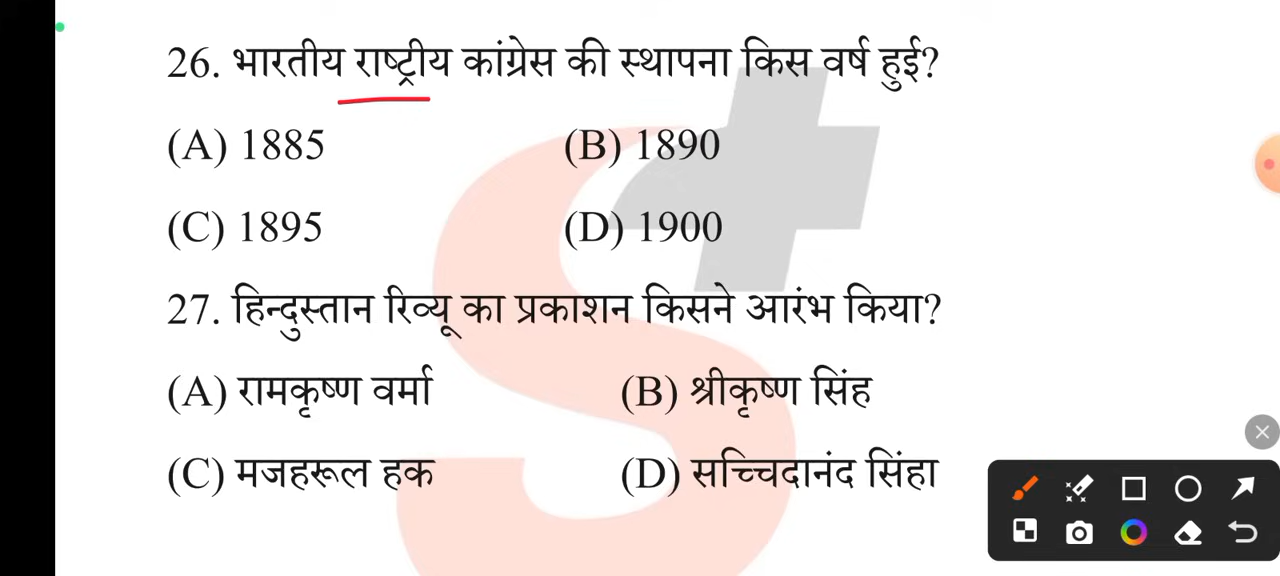 26. भारतीय राष्ट्रीय कांग्रेस की स्थापना किस वर्ष हुई?
(A) 1885 (B) 1890
(C) 1895 (D) 1900
27. हिन्दुस्तान रिव्यू का प्रकाशन किसने आरंभ किया?
(A) रामकृष्ण वर्मा (B) श्रीकृष्ण सिंह
(C) मजहरूल हक (D) सच्चिदानंद सिंहा